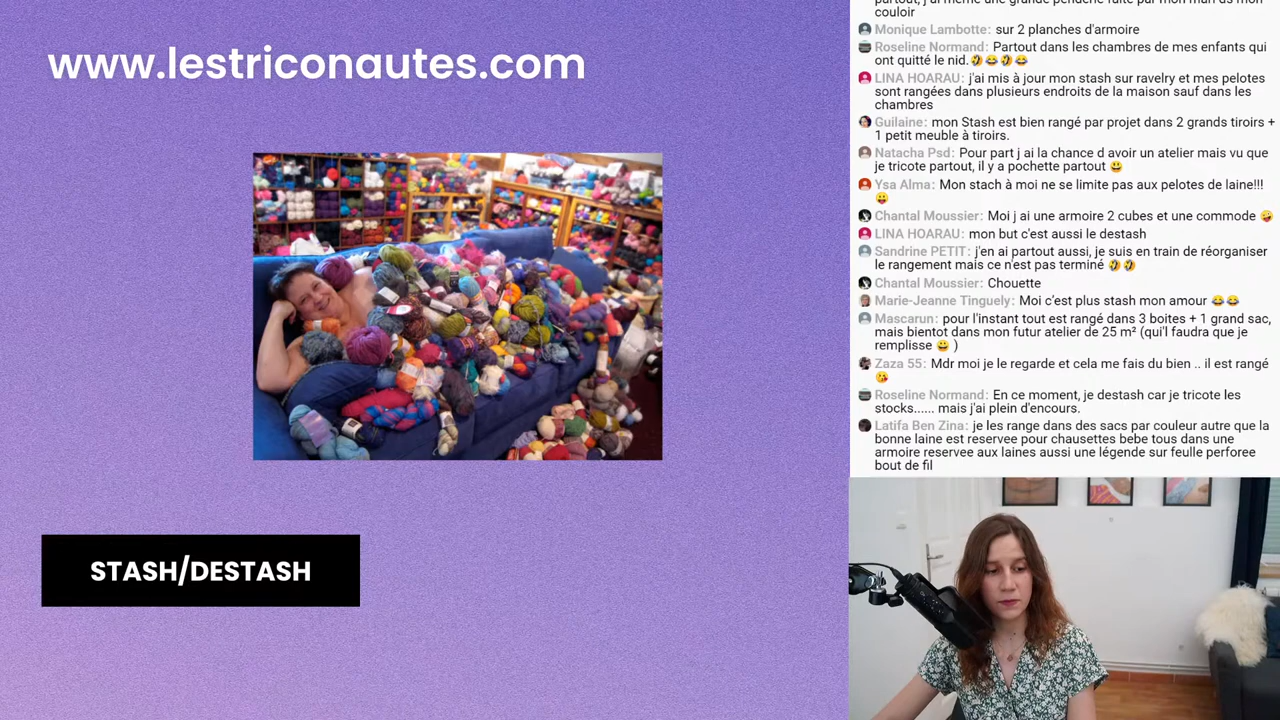 www.lestriconautes.com
STASH/DESTASH
couloir
Monique Lambotte: sur 2 planches d'armoire
Roseline Normand: Partout dans les chambres de mes enfants qui
ont quitté le nid.🤣😂🤣😂
LINA HOARAU: j'ai mis à jour mon stash sur ravelry et mes pelotes
sont rangées dans plusieurs endroits de la maison sauf dans les
chambres
Guilaine: mon Stash est bien rangé par projet dans 2 grands tiroirs +
1 petit meuble à tiroirs.
Natacha Psd: Pour part j ai la chance d avoir un atelier mais vu que
je tricote partout, il y a pochette partout 😃
Ysa Alma: Mon stach à moi ne se limite pas aux pelotes de laine!!!
😛
Chantal Moussier: Moi j ai une armoire 2 cubes et une commode 🤪
LINA HOARAU: mon but c'est aussi le destash
Sandrine PETIT: j'en ai partout aussi, je suis en train de réorganiser
le rangement mais ce n'est pas terminé 🤣🤣
Chantal Moussier: Chouette
Marie-Jeanne Tinguely: Moi c'est plus stash mon amour 😂😂
Mascarun: pour l'instant tout est rangé dans 3 boites + 1 grand sac,
mais bientot dans mon futur atelier de 25 m² (qui'l faudra que je
remplisse 😀 )
Zaza 55: Mdr moi je le regarde et cela me fais du bien .. il est rangé
😘
Roseline Normand: En ce moment, je destash car je tricote les
stocks...... mais j'ai plein d'encours.
Latifa Ben Zina: je les range dans des sacs par couleur autre que la
bonne laine est reservee pour chausettes bebe tous dans une
armoire reservee aux laines aussi une légende sur feulle perforee
bout de fil